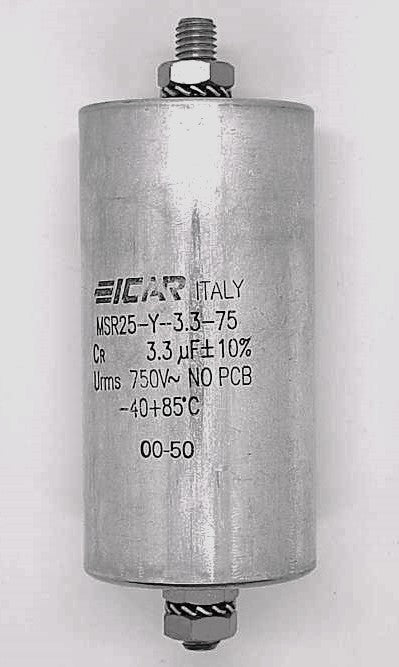 ICAR ITALY
MSR25-Y--3.3-75
CR 3.3 µF±10%
Urms 750V~ NO PCB
-40+85°C
00-50